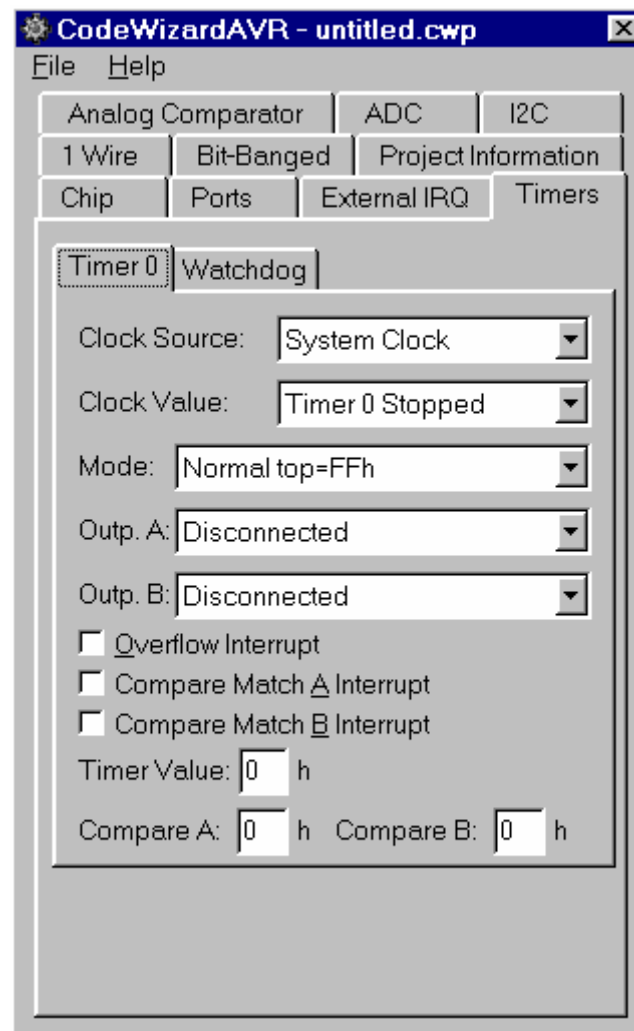 CodeWizardAVR - untitled.cwp
File Help
Analog Comparator ADC I2C
1 Wire Bit-Banged Project Information
Chip Ports External IRQ Timers
Timer 0 Watchdog
Clock Source: System Clock
Clock Value: Timer 0 Stopped
Mode: Normal top=FFh
Outp. A: Disconnected
Outp. B: Disconnected
Overflow Interrupt
Compare Match A Interrupt
Compare Match B Interrupt
Timer Value: 0 h
Compare A: 0 h Compare B: 0 h